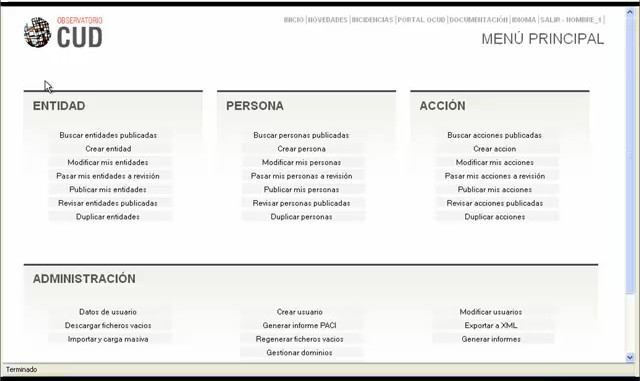 OBSERVATORIO
CUD
INICIO | NOVEDADES | INCIDENCIAS | PORTAL OCUD | DOCUMENTACIÓN | IDIOMA | SALIR - NOMBRE_1 |
MENÚ PRINCIPAL
ENTIDAD
Buscar entidades publicadas
Crear entidad
Modificar mis entidades
Pasar mis entidades a revisión
Publicar mis entidades
Revisar entidades publicadas
Duplicar entidades
PERSONA
Buscar personas publicadas
Crear persona
Modificar mis personas
Pasar mis personas a revisión
Publicar mis personas
Revisar personas publicadas
Duplicar personas
ACCIÓN
Buscar acciones publicadas
Crear accion
Modificar mis acciones
Pasar mis acciones a revisión
Publicar mis acciones
Revisar acciones publicadas
Duplicar acciones
ADMINISTRACIÓN
Datos de usuario
Descargar ficheros vacios
Importar y carga masiva
Crear usuario
Generar informe PACI
Regenerar ficheros vacios
Gestionar dominios
Modificar usuarios
Exportar a XML
Generar informes
Terminado